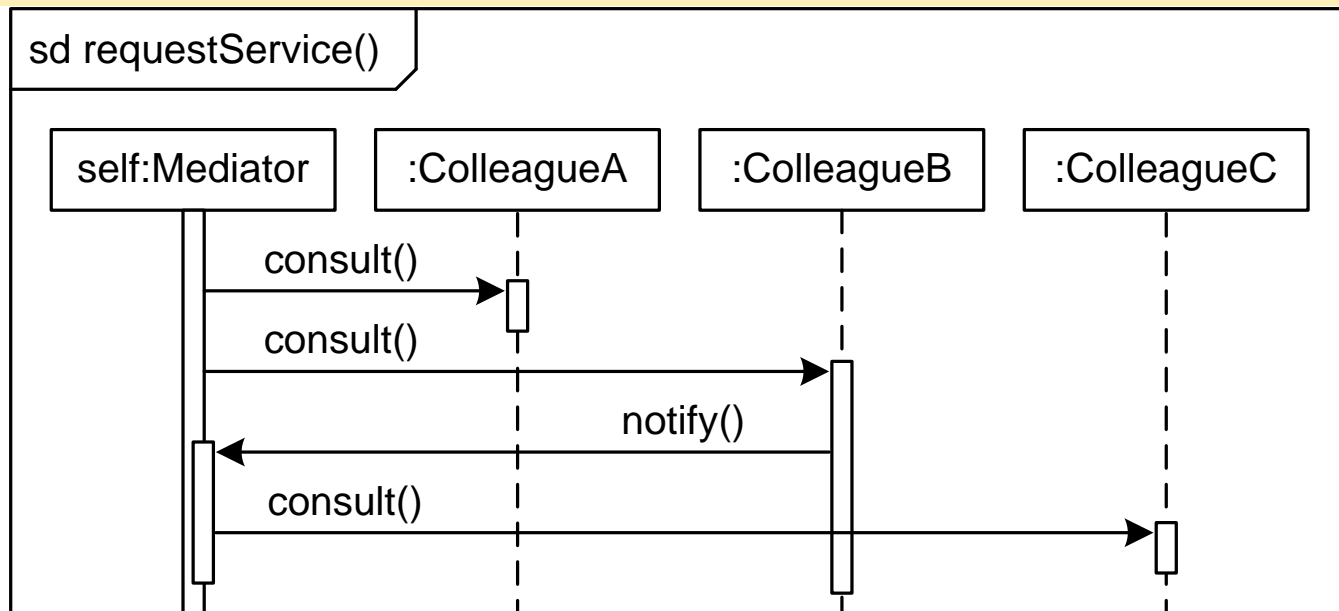 sd requestService()
self:Mediator
:ColleagueA
:ColleagueB
:ColleagueC
consult()
consult()
notify()
consult()